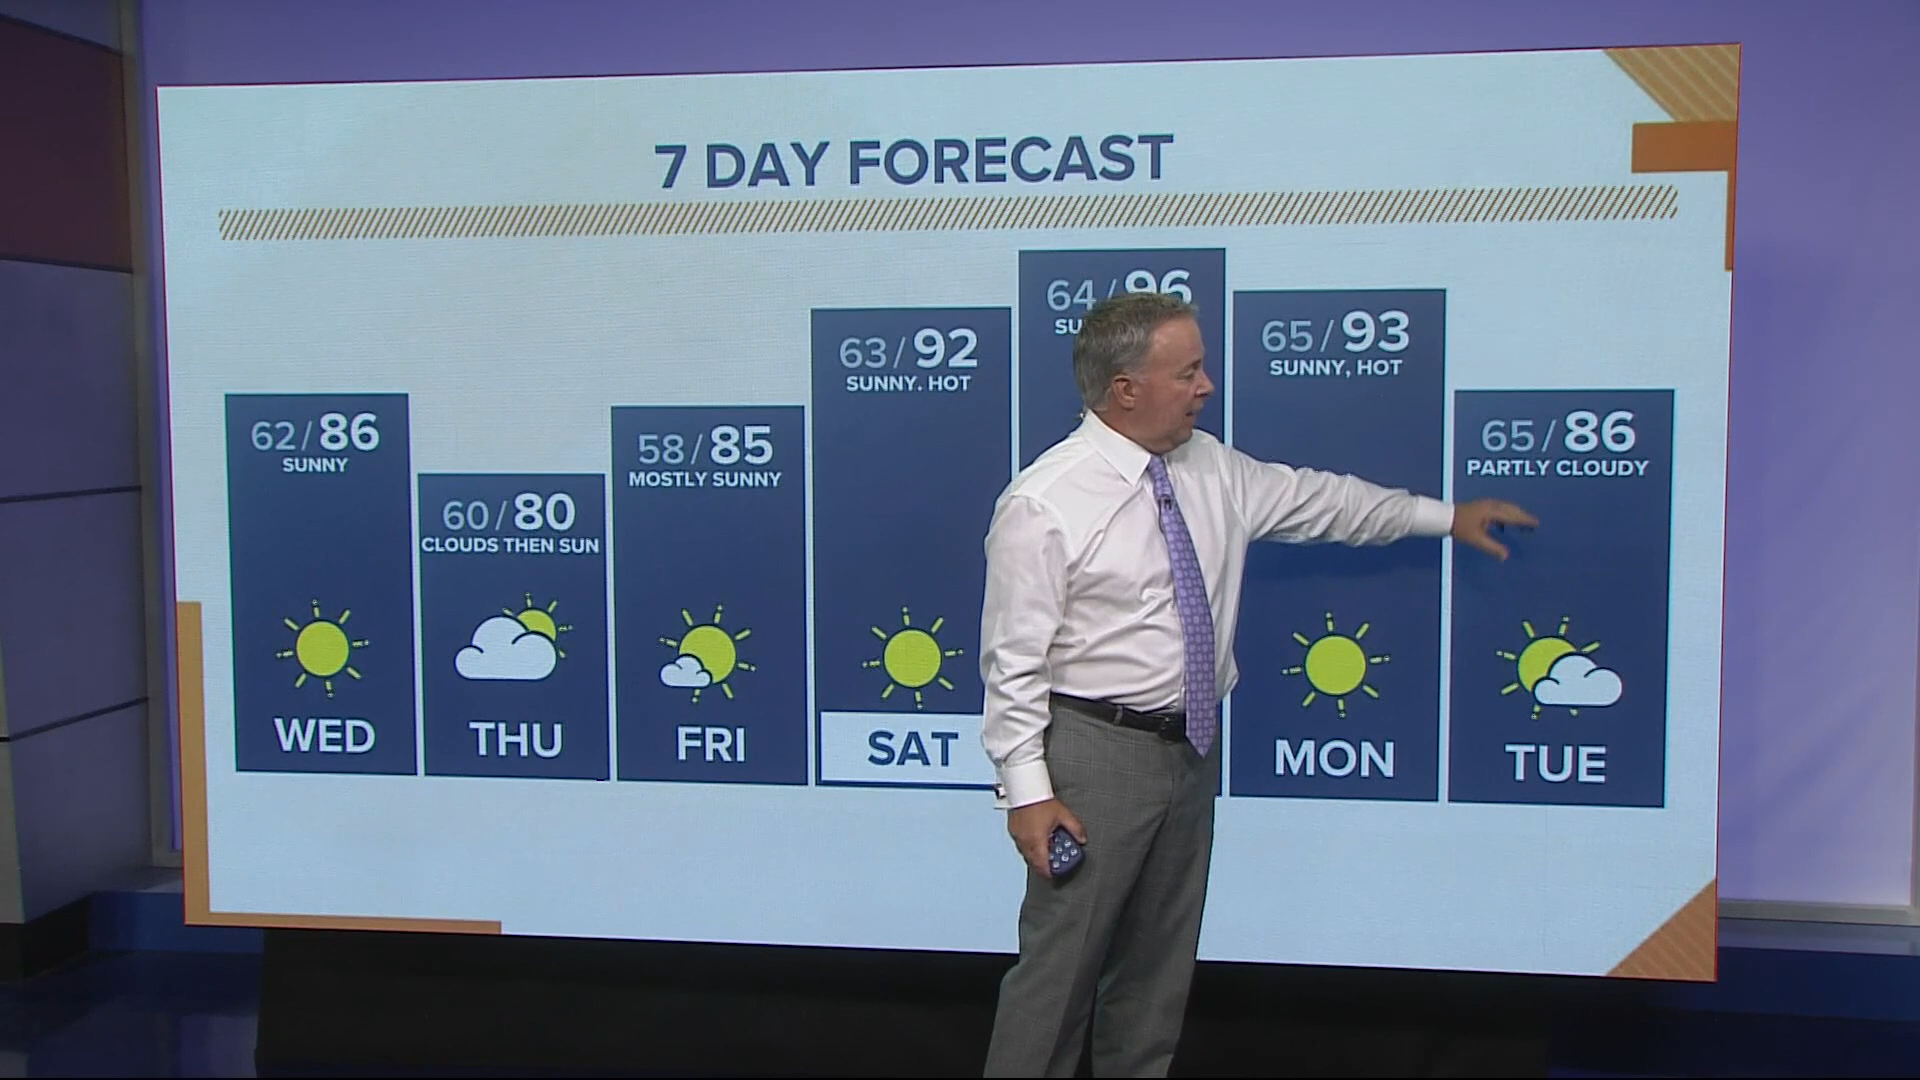 7 DAY FORECAST
62/86
SUNNY
WED
60/80
CLOUDS THEN SUN
THU
58/85
MOSTLY SUNNY
FRI
63/92
SUNNY. HOT
SAT
64/96
65/93
SUNNY, HOT
MON
65/86
PARTLY CLOUDY
TUE